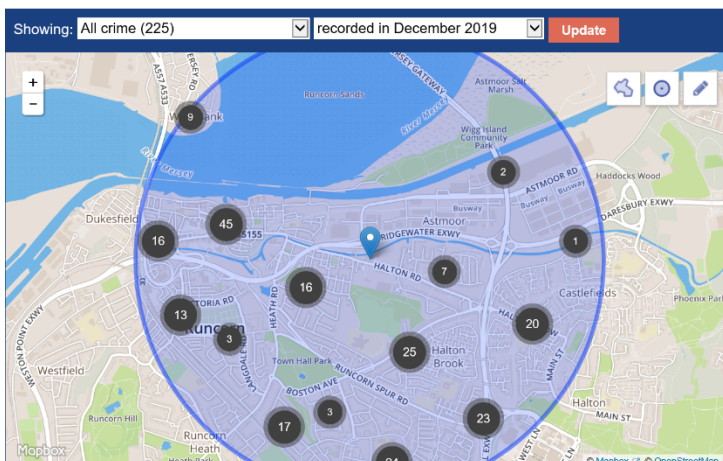 Showing: All crime (225) recorded in December 2019 Update
+
-
A557 A533
Runcorn Sands
MERSEY GATEWAY
Astmoor Salt
Marsh
9
River Mersey
Wigg Island
Community
Park
2
Haddocks Wood
River Mersey
ASTMOOR RD
Busway
Busway
DARESBURY EXWY
Dukesfield
45
Astmoor
16
BRIDGEWATER EXWY
1
HALTON RD
7
16
Castlefields
Phoenix Park
13
HEATH RD
20
Runcorn
3
25
Halton
Brook
WESTON POINT EXWY
Town Hall Park
Westfield
RUNCORN SPUR RD
MAIN ST
BOSTON AVE
Halton
MAIN ST
Runcorn Hill
17
3
23
Runcorn
Heath
Heath Park
Mapbox
© Mapbox © OpenStreetMap